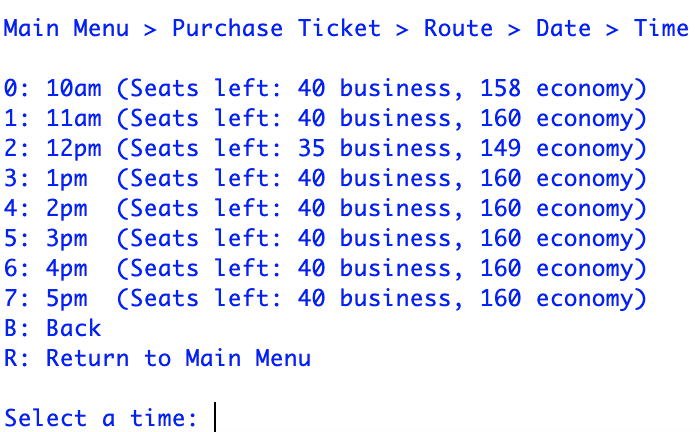 Main Menu > Purchase Ticket > Route > Date > Time
0: 10am (Seats left: 40 business, 158 economy)
1: 11am (Seats left: 40 business, 160 economy)
2: 12pm (Seats left: 35 business, 149 economy)
3: 1pm  (Seats left: 40 business, 160 economy)
4: 2pm  (Seats left: 40 business, 160 economy)
5: 3pm  (Seats left: 40 business, 160 economy)
6: 4pm  (Seats left: 40 business, 160 economy)
7: 5pm  (Seats left: 40 business, 160 economy)
B: Back
R: Return to Main Menu
Select a time: